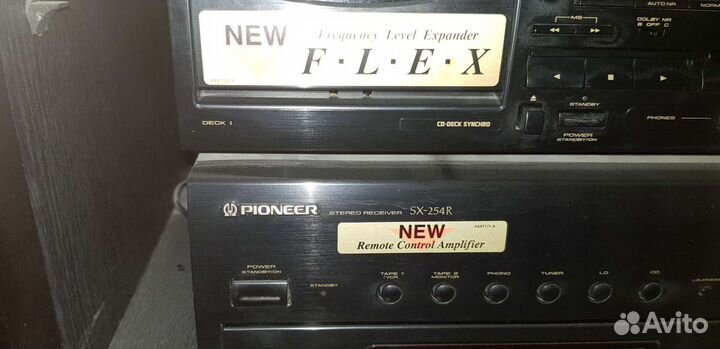 AUTO NR
NORM
MS
DOLBY NR
B OFF C
NEW
Frequency Level Expander
F·L·E·X
STANDBY
DECK I
CD-DECK SYNCHRO
POWER
STANDBY/ON
PHONES
PIONEER
STEREO RECEIVER SX-254R
NEW
Remote Control Amplifier
POWER
STANDBY/ON
STANDBY
TAPE 1
/VCR
TAPE 2
MONITOR
PHONO
TUNER
LD
CD
LOUDNESS
Avito